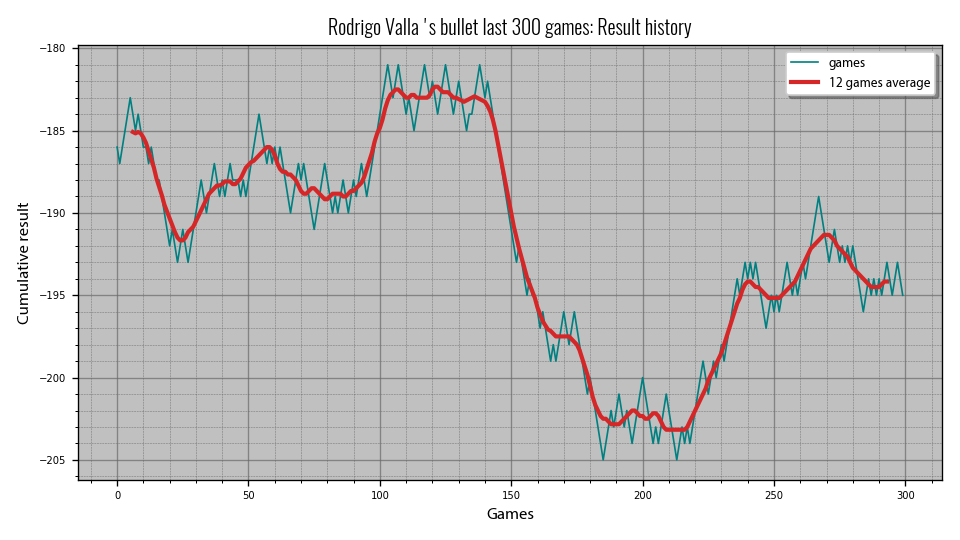 Rodrigo Valla 's bullet last 300 games: Result history
games
12 games average
Cumulative result
−180
−185
−190
−195
−200
−205
0 50 100 150 200 250 300
Games